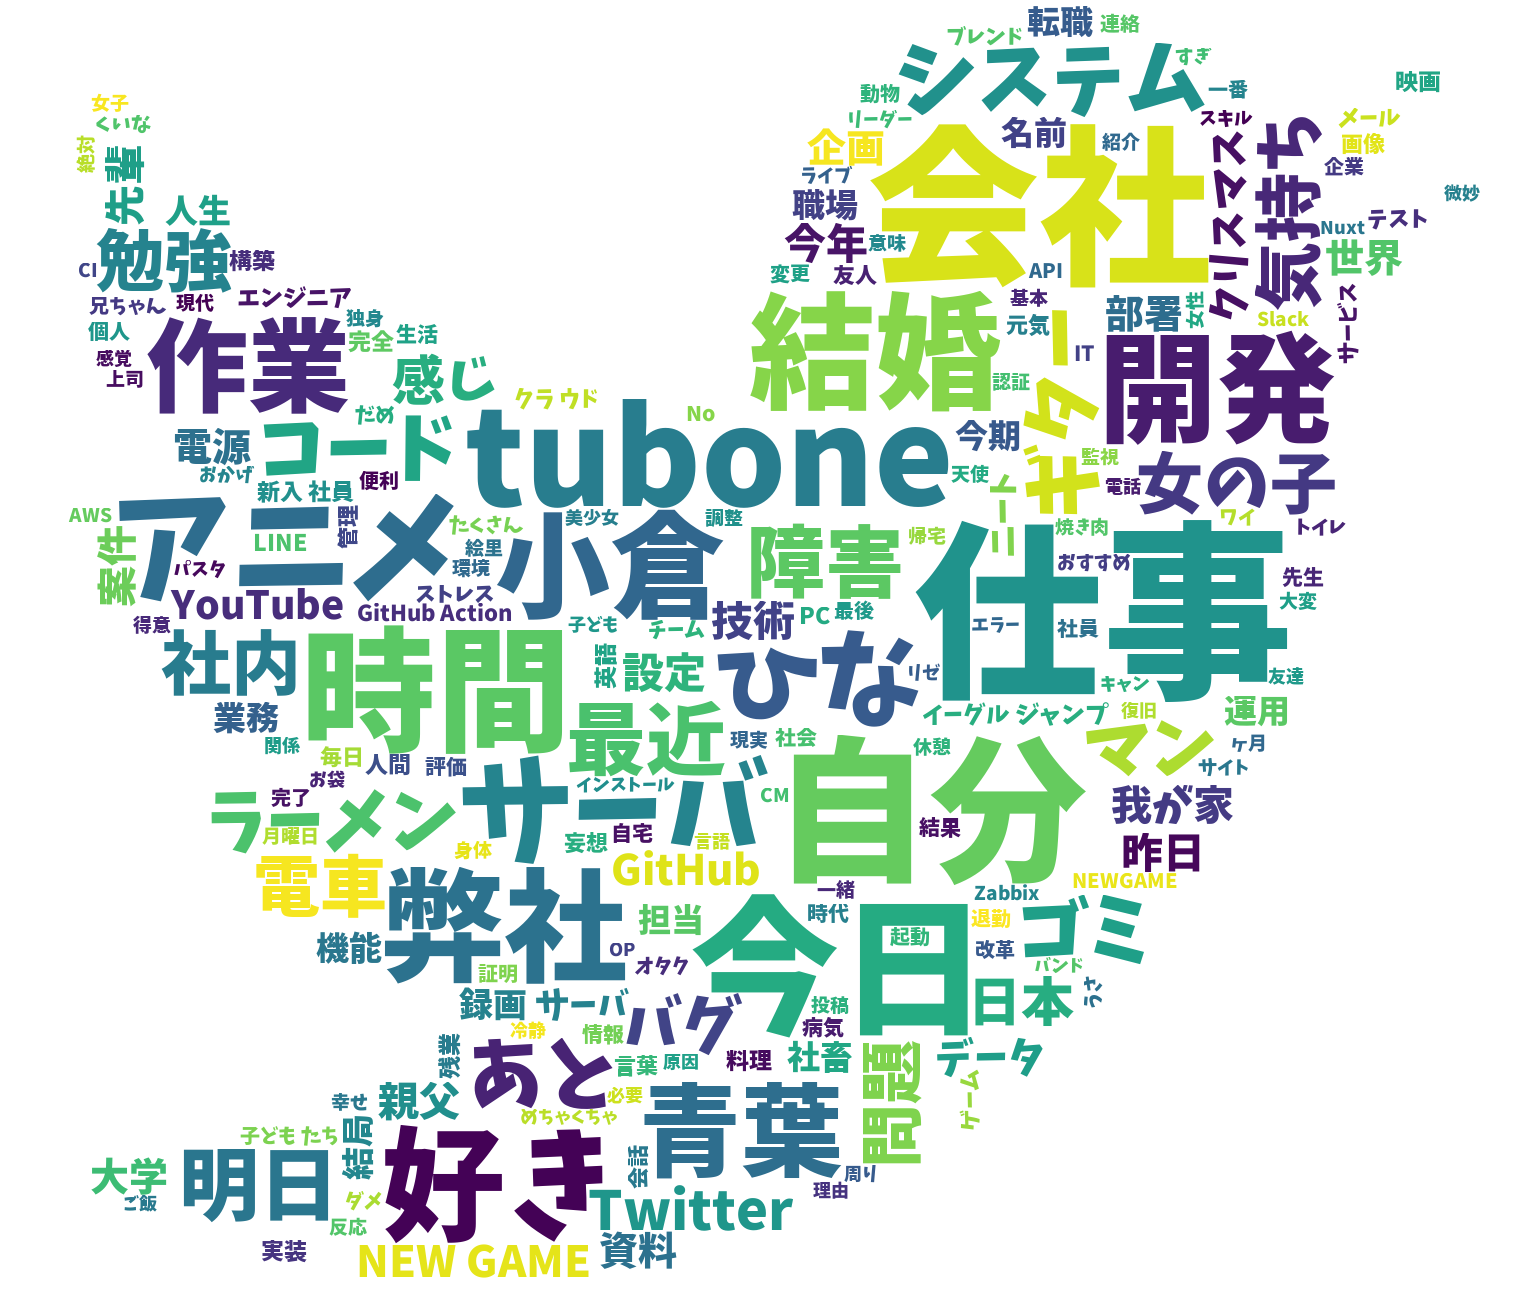 転職
連絡
ブレンド
システム
すぎ
映画
動物
一番
女子
リーダー
スキル
メール
くいな
企画
名前
紹介
画像
絶対
先輩
会社
クリスマス
気持ち
企業
ライブ
微妙
人生
職場
Nuxt
テスト
勉強
今年
意味
世界
構築
CI
変更
友人
API
兄ちゃん
現代
エンジニア
結婚
基本
部署
女性
サービス
個人
独身
生活
元気
Slack
作業
完全
ギター
IT
開発
感覚
上司
感じ
認証
クラウド
tubone
No
だめ
コード
電源
今期
監視
女の子
おかげ
便利
天使
電話
新入社員
ニート
AWS
アニメ
管理
たくさん
小倉
美少女
調整
ワイ
トイレ
LINE
案件
障害
帰宅
焼き肉
仕事
絵里
パスタ
環境
おすすめ
先生
YouTube
ストレス
大変
GitHub Action
技術
PC
最後
得意
子ども
チーム
エラー
社員
社内
時間
英語
設定
ひな
リゼ
キャン
友達
業務
最近
イーグルジャンプ
復旧
運用
関係
現実
社会
休憩
マン
ケ月
毎日
人間
評価
自分
サイト
お袋
サーバ
インストール
完了
CM
我が家
ラーメン
月曜日
妄想
自宅
言語
結果
昨日
身体
電車
GitHub
NEWGAME
弊社
一緒
Zabbix
担当
今日
時代
退勤
ゴミ
機能
OP
起動
改革
オタク
証明
バンド
録画
サーバ
バグ
投稿
日本
うさ
冷静
情報
病気
残業
あと
言葉
原因
料理
社畜
問題
データ
幸せ
親父
必要
青葉
ゲーム
めちゃくちゃ
子どもたち
結局
好き
大学
明日
会話
周り
ご飯
ダメ
Twitter
理由
反応
実装
NEW GAME
資料